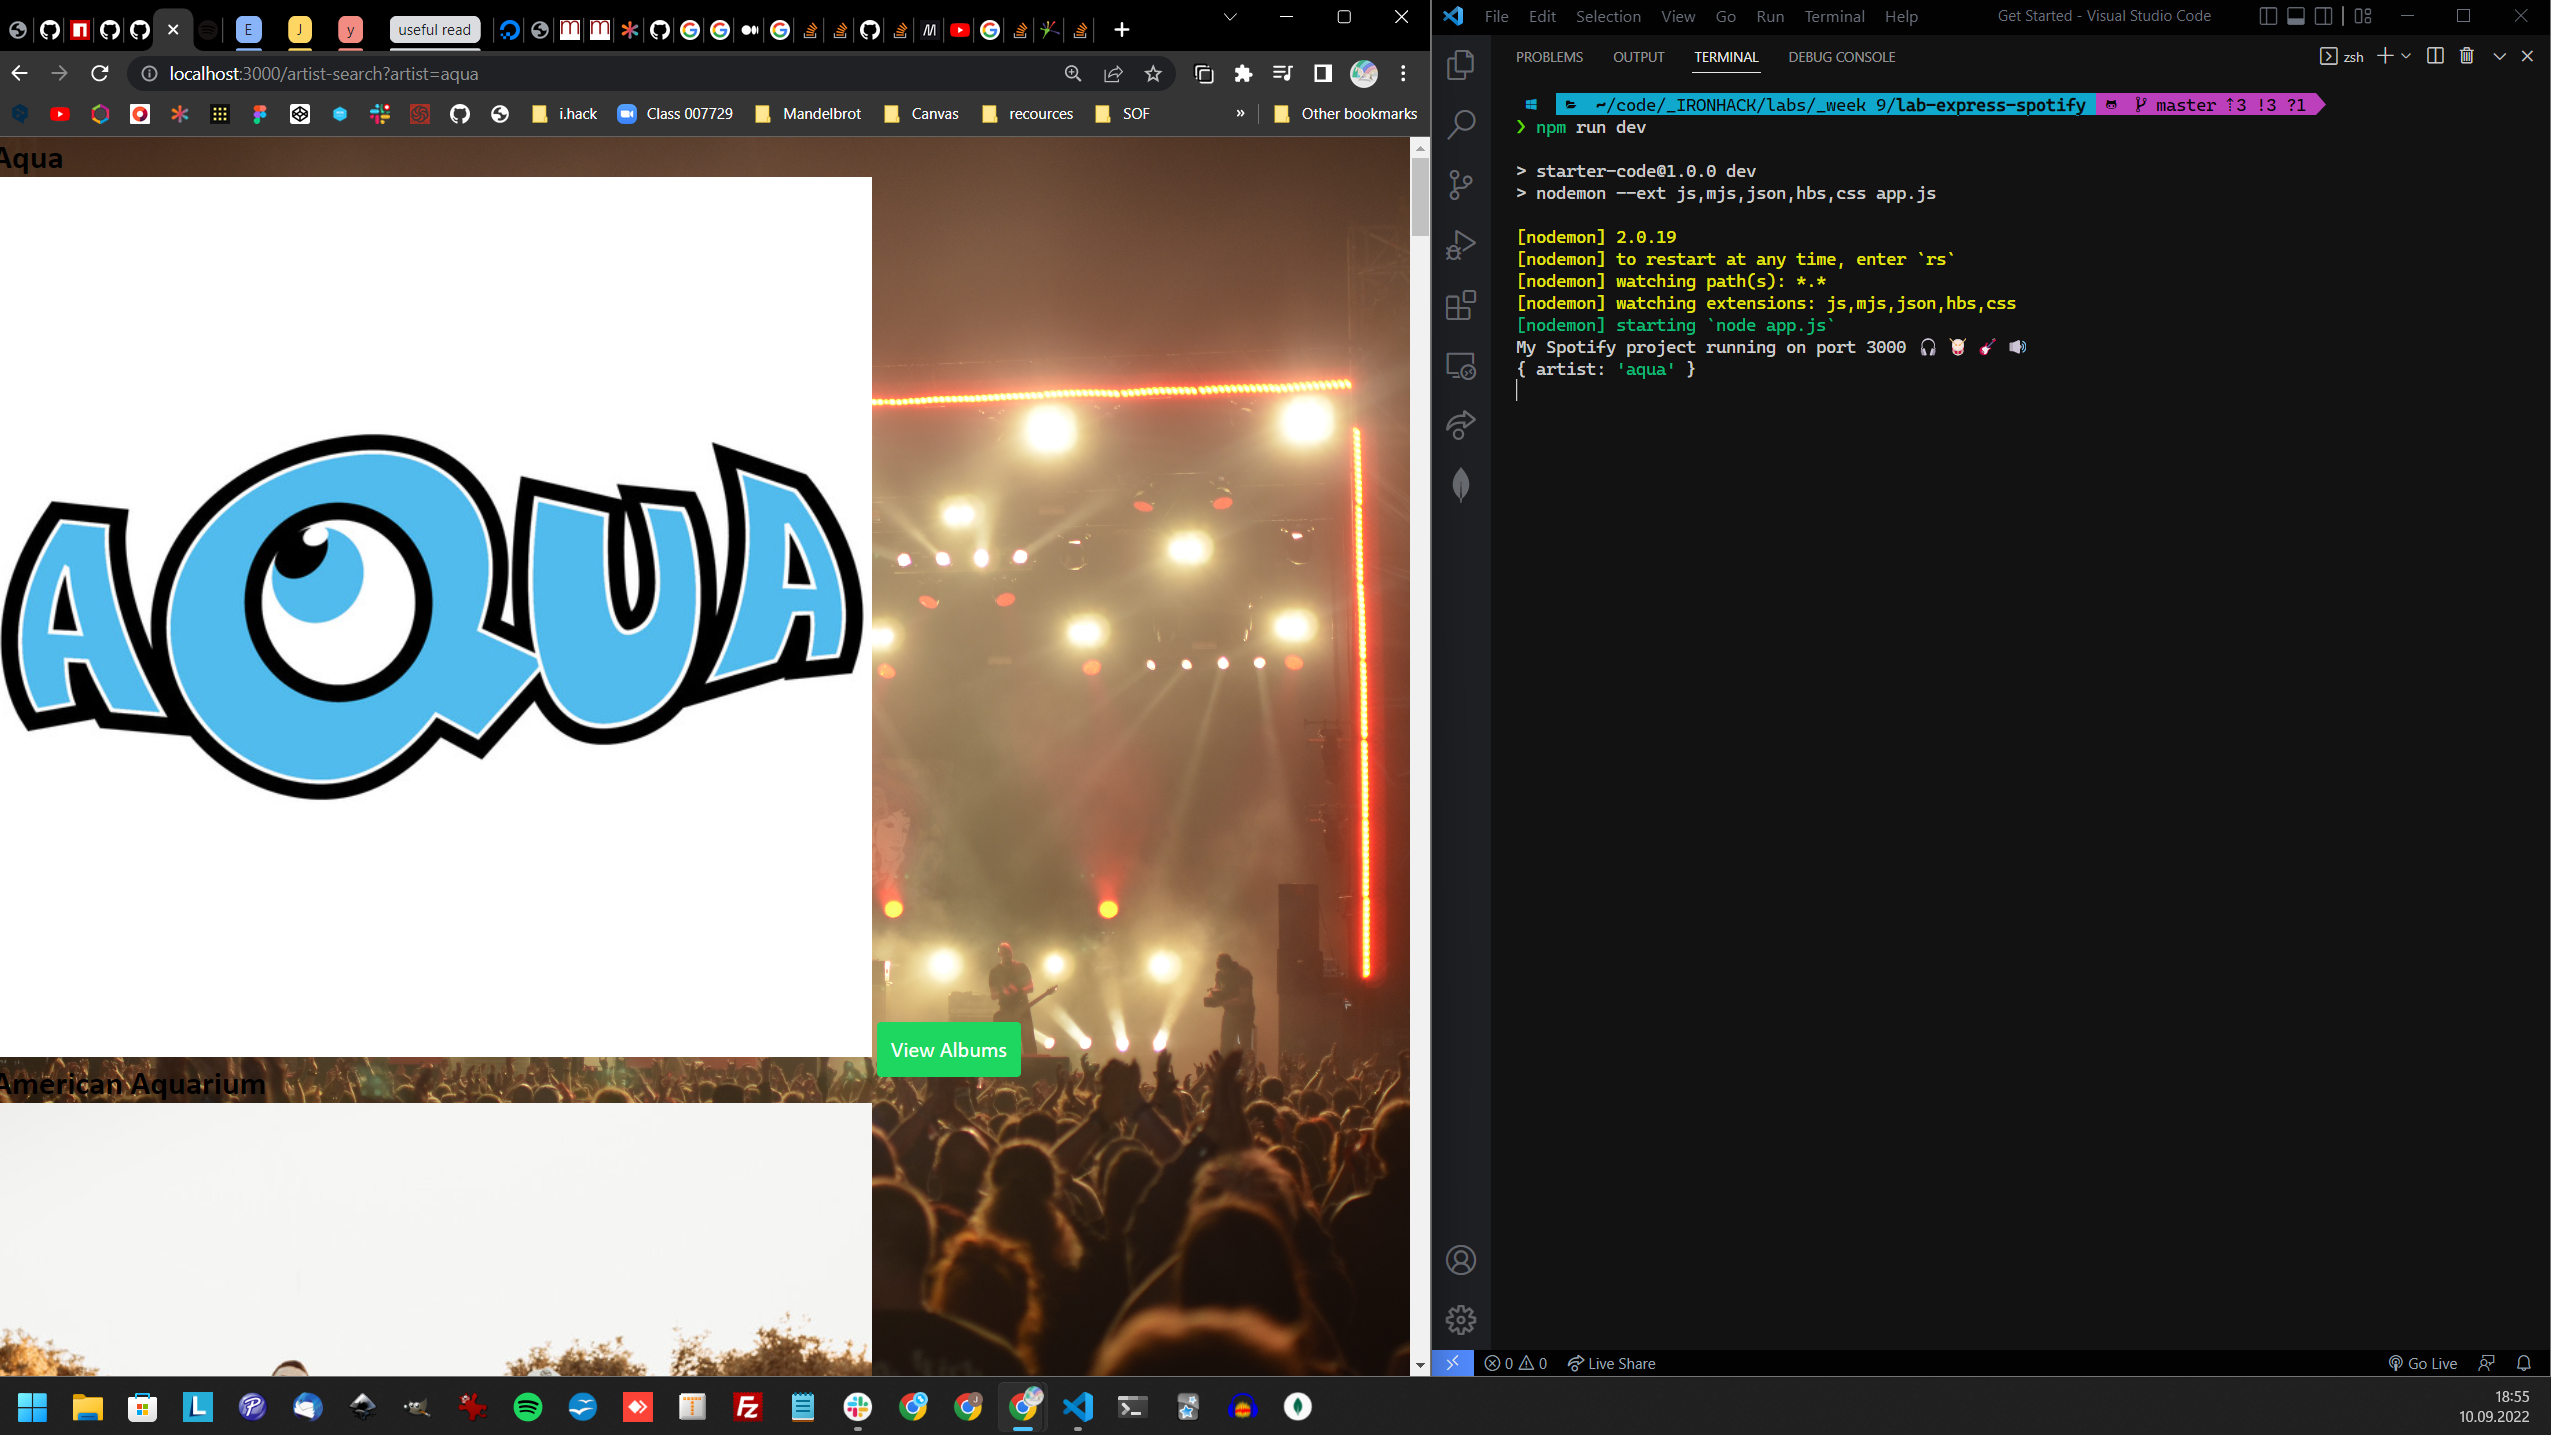 E
J
y
useful read
localhost:3000/artist-search?artist=aqua
i.hack
Class 007729
Mandelbrot
Canvas
recources
SOF
»
Other bookmarks
Aqua
AQUA
View Albums
American Aquarium
File Edit Selection View Go Run Terminal Help
Get Started - Visual Studio Code
PROBLEMS OUTPUT TERMINAL DEBUG CONSOLE
zsh
~/code/_IRONHACK/labs/_week 9/lab-express-spotify master ↑3 !3 ?1
❯ npm run dev
> starter-code@1.0.0 dev
> nodemon --ext js,mjs,json,hbs,css app.js
[nodemon] 2.0.19
[nodemon] to restart at any time, enter `rs`
[nodemon] watching path(s): *.*
[nodemon] watching extensions: js,mjs,json,hbs,css
[nodemon] starting `node app.js`
My Spotify project running on port 3000
{ artist: 'aqua' }
0 0 Live Share
Go Live
18:55
10.09.2022